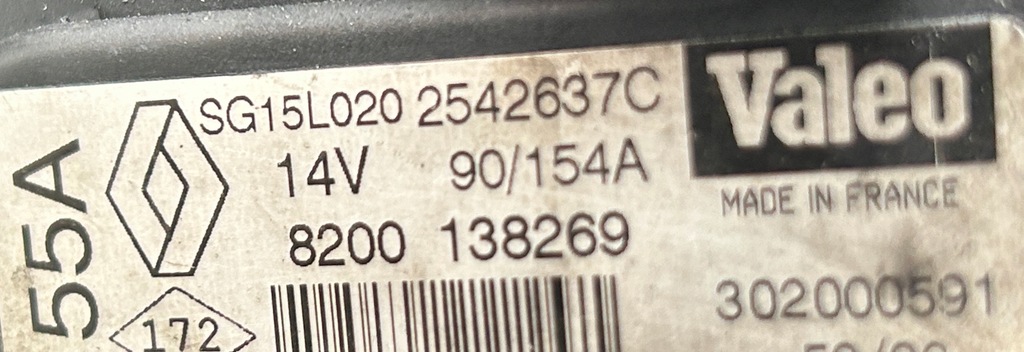 55A
SG15L020 2542637C
14V 90/154A
8200 138269
172
Valeo
MADE IN FRANCE
302000591